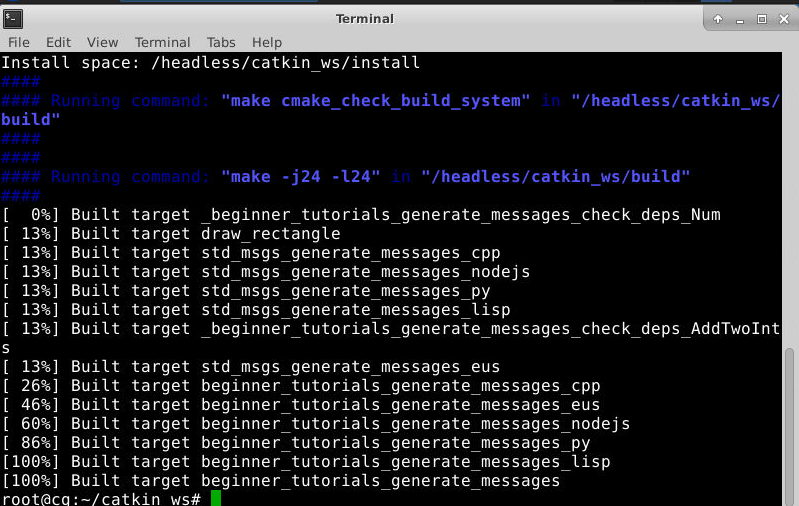 Terminal
File Edit View Terminal Tabs Help
Install space: /headless/catkin_ws/install
####
#### Running command: "make cmake_check_build_system" in "/headless/catkin_ws/
build"
####
####
#### Running command: "make -j24 -l24" in "/headless/catkin_ws/build"
####
[  0%] Built target _beginner_tutorials_generate_messages_check_deps_Num
[ 13%] Built target draw_rectangle
[ 13%] Built target std_msgs_generate_messages_cpp
[ 13%] Built target std_msgs_generate_messages_nodejs
[ 13%] Built target std_msgs_generate_messages_py
[ 13%] Built target std_msgs_generate_messages_lisp
[ 13%] Built target _beginner_tutorials_generate_messages_check_deps_AddTwoInt
s
[ 13%] Built target std_msgs_generate_messages_eus
[ 26%] Built target beginner_tutorials_generate_messages_cpp
[ 46%] Built target beginner_tutorials_generate_messages_eus
[ 60%] Built target beginner_tutorials_generate_messages_nodejs
[ 86%] Built target beginner_tutorials_generate_messages_py
[100%] Built target beginner_tutorials_generate_messages_lisp
[100%] Built target beginner_tutorials_generate_messages
root@cg:~/catkin_ws#